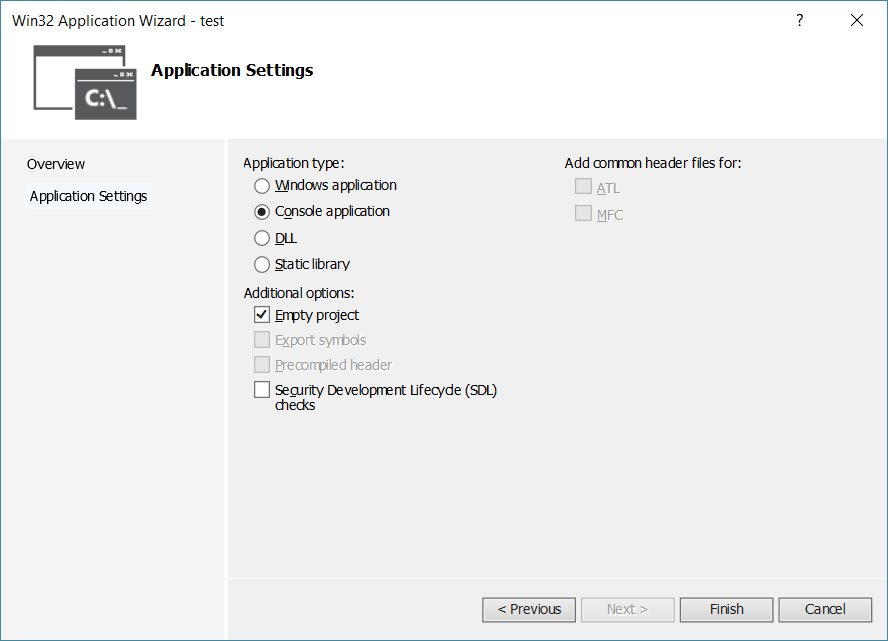 Win32 Application Wizard - test
?
C:\_
Application Settings
Overview
Application Settings
Application type:
Windows application
Console application
DLL
Static library
Additional options:
Empty project
Export symbols
Precompiled header
Security Development Lifecycle (SDL)
checks
Add common header files for:
ATL
MFC
< Previous
Next >
Finish
Cancel